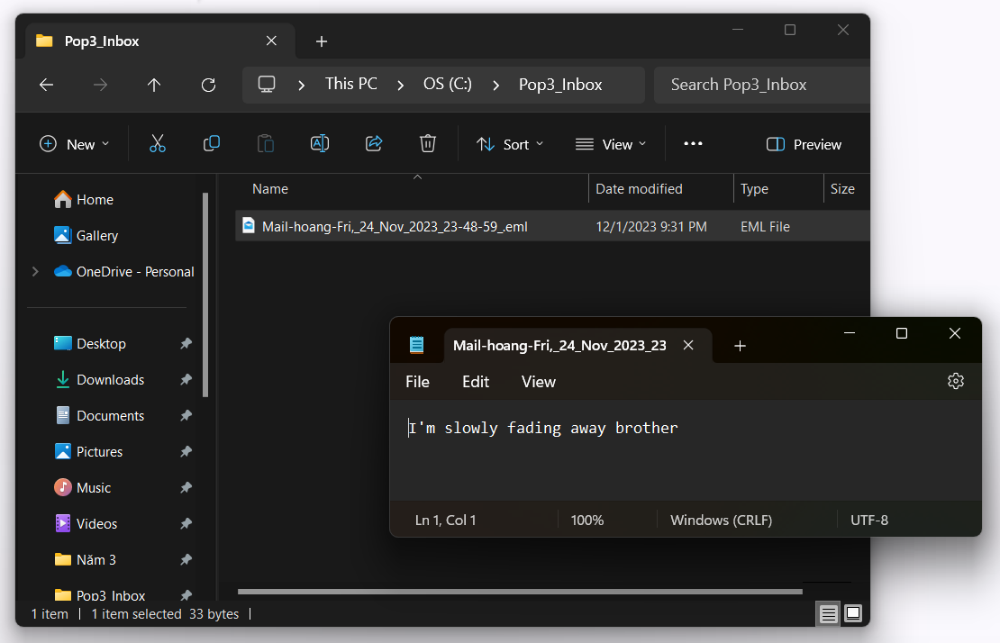 Pop3_Inbox
This PC
OS (C:)
Pop3_Inbox
Search Pop3_Inbox
New
Sort
View
Preview
Name
Date modified
Type
Size
Mail-hoang-Fri,_24_Nov_2023_23-48-59_.eml
12/1/2023 9:31 PM
EML File
Home
Gallery
OneDrive - Personal
Desktop
Downloads
Documents
Pictures
Music
Videos
Năm 3
Pop3_Inbox
1 item
1 item selected 33 bytes
Mail-hoang-Fri,_24_Nov_2023_23
File
Edit
View
I'm slowly fading away brother
Ln 1, Col 1
100%
Windows (CRLF)
UTF-8